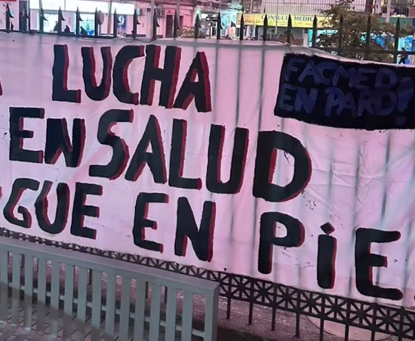 LUCHA
EN SALUD
GUE EN PIE
FACMED
EN PARO!